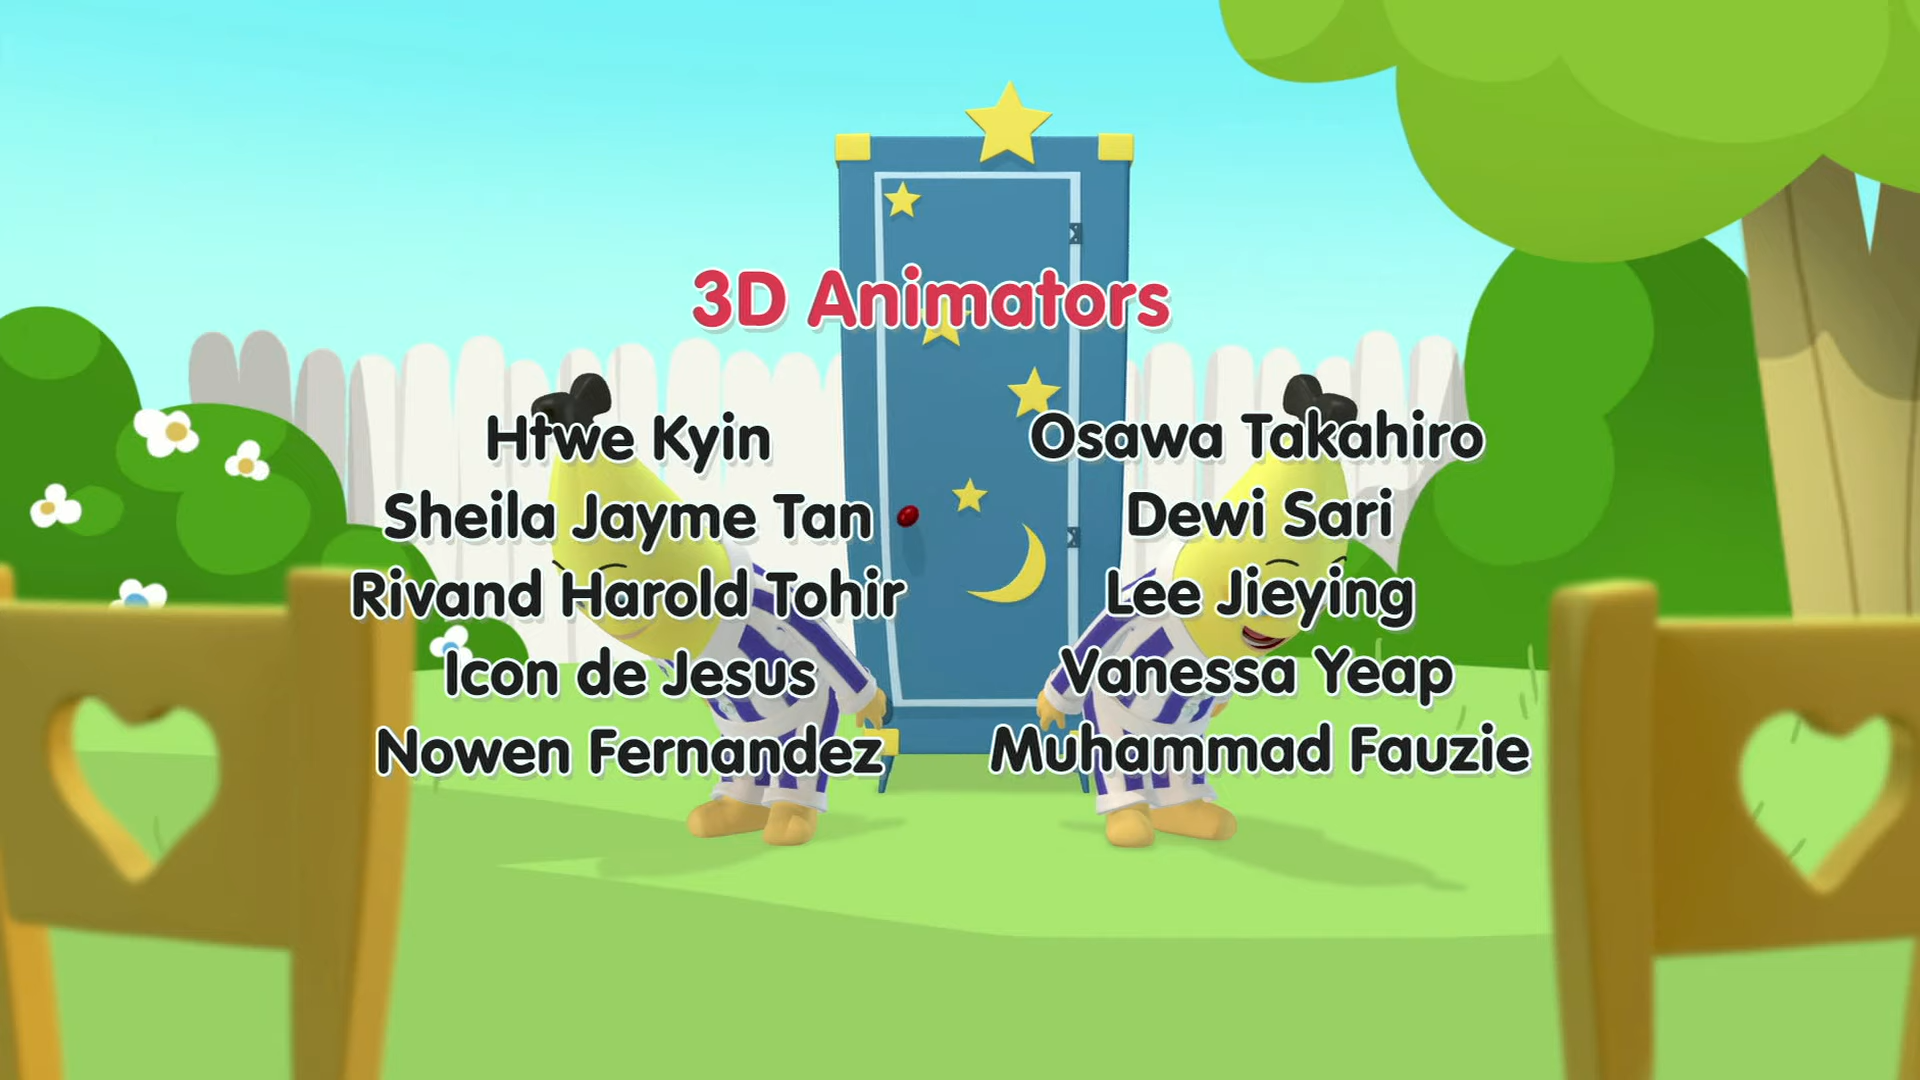 3D Animators
Htwe Kyin
Sheila Jayme Tan
Rivand Harold Tohir
Icon de Jesus
Nowen Fernandez
Osawa Takahiro
Dewi Sari
Lee Jieying
Vanessa Yeap
Muhammad Fauzie